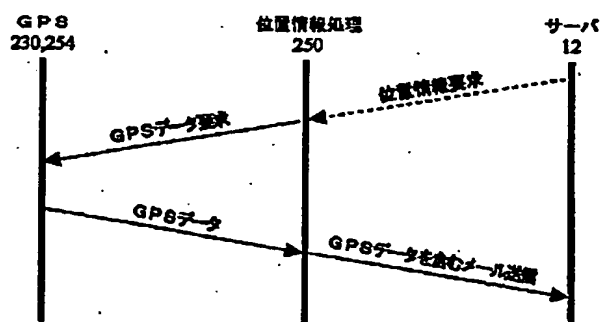 GPS
230,254
位置情報処理
250
サーバ
12
位置情報要求
GPSデータ要求
GPSデータ
GPSデータを含むメール送信